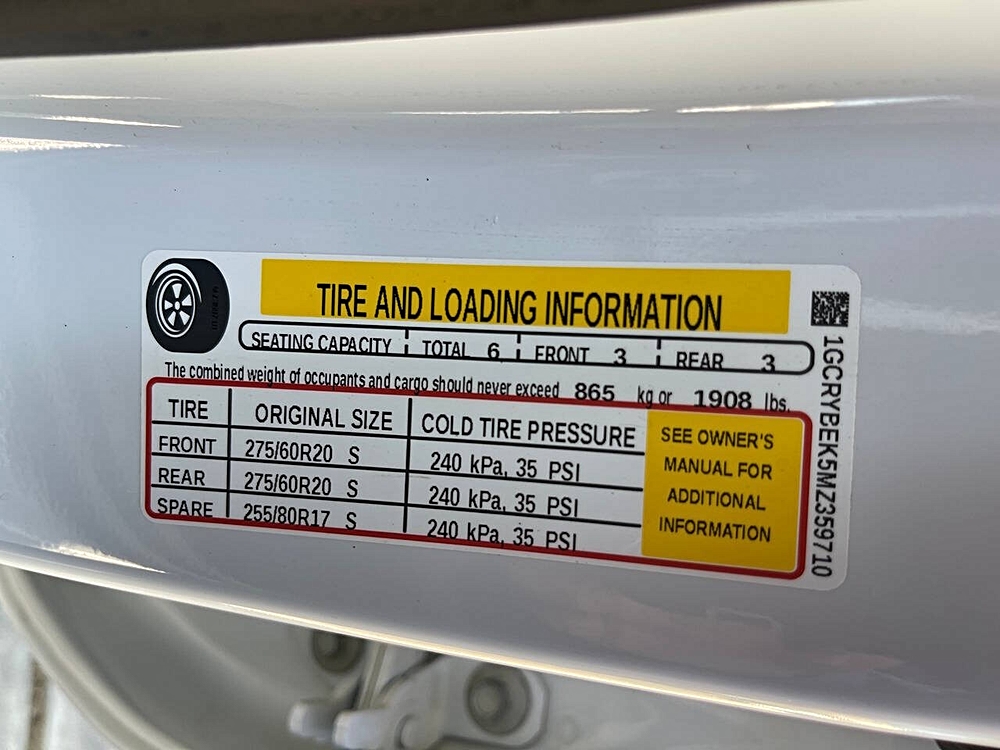 TIRE AND LOADING INFORMATION
SEATING CAPACITY TOTAL 6 FRONT 3 REAR 3
The combined weight of occupants and cargo should never exceed 865 kg or 1908 lbs.
TIRE ORIGINAL SIZE COLD TIRE PRESSURE
FRONT 275/60R20 S 240 kPa, 35 PSI
REAR 275/60R20 S 240 kPa, 35 PSI
SPARE 255/80R17 S 240 kPa, 35 PSI
SEE OWNER'S
MANUAL FOR
ADDITIONAL
INFORMATION
1GCRYBEK5MZ359710